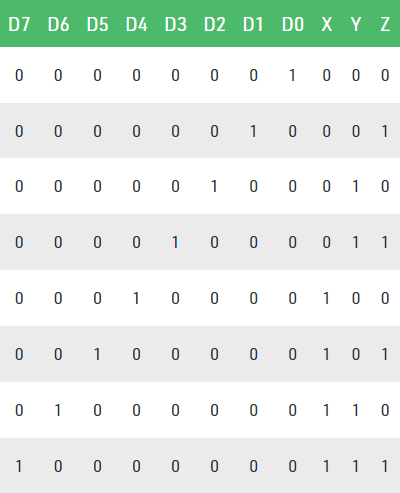 D7 D6 D5 D4 D3 D2 D1 D0 X Y Z
0 0 0 0 0 0 0 1 0 0 0
0 0 0 0 0 0 1 0 0 0 1
0 0 0 0 0 1 0 0 0 1 0
0 0 0 0 1 0 0 0 0 1 1
0 0 0 1 0 0 0 0 1 0 0
0 0 1 0 0 0 0 0 1 0 1
0 1 0 0 0 0 0 0 1 1 0
1 0 0 0 0 0 0 0 1 1 1